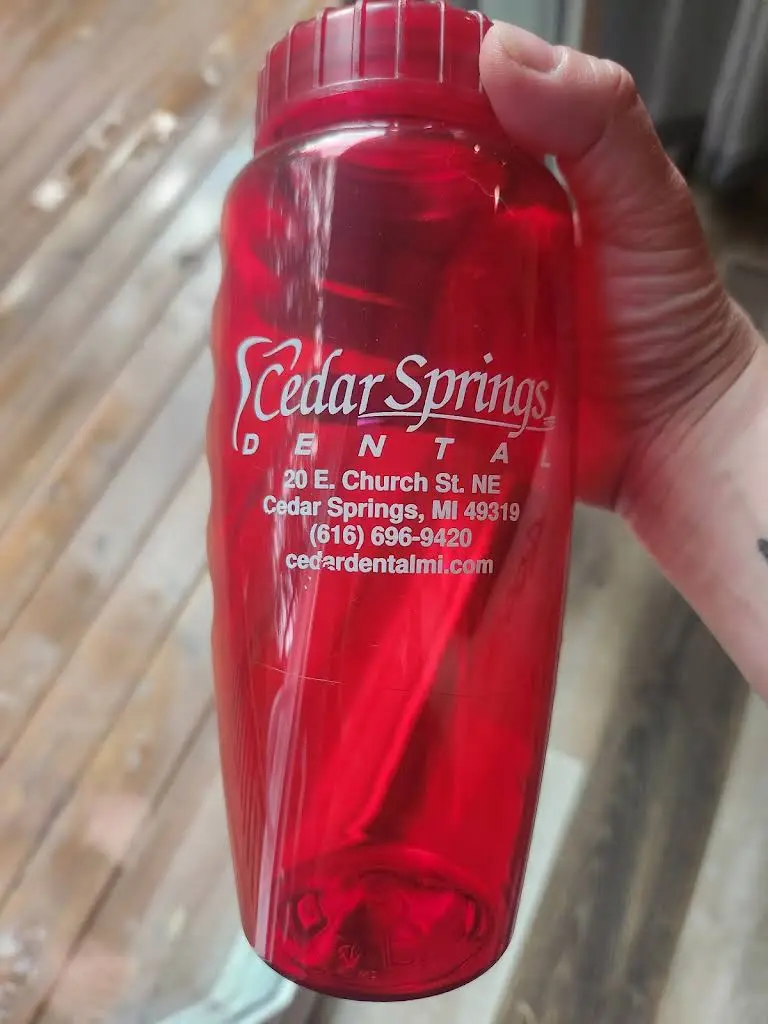 Cedar Springs
DENTAL
20 E. Church St. NE
Cedar Springs, MI 49319
(616) 696-9420
cedardentalmi.com